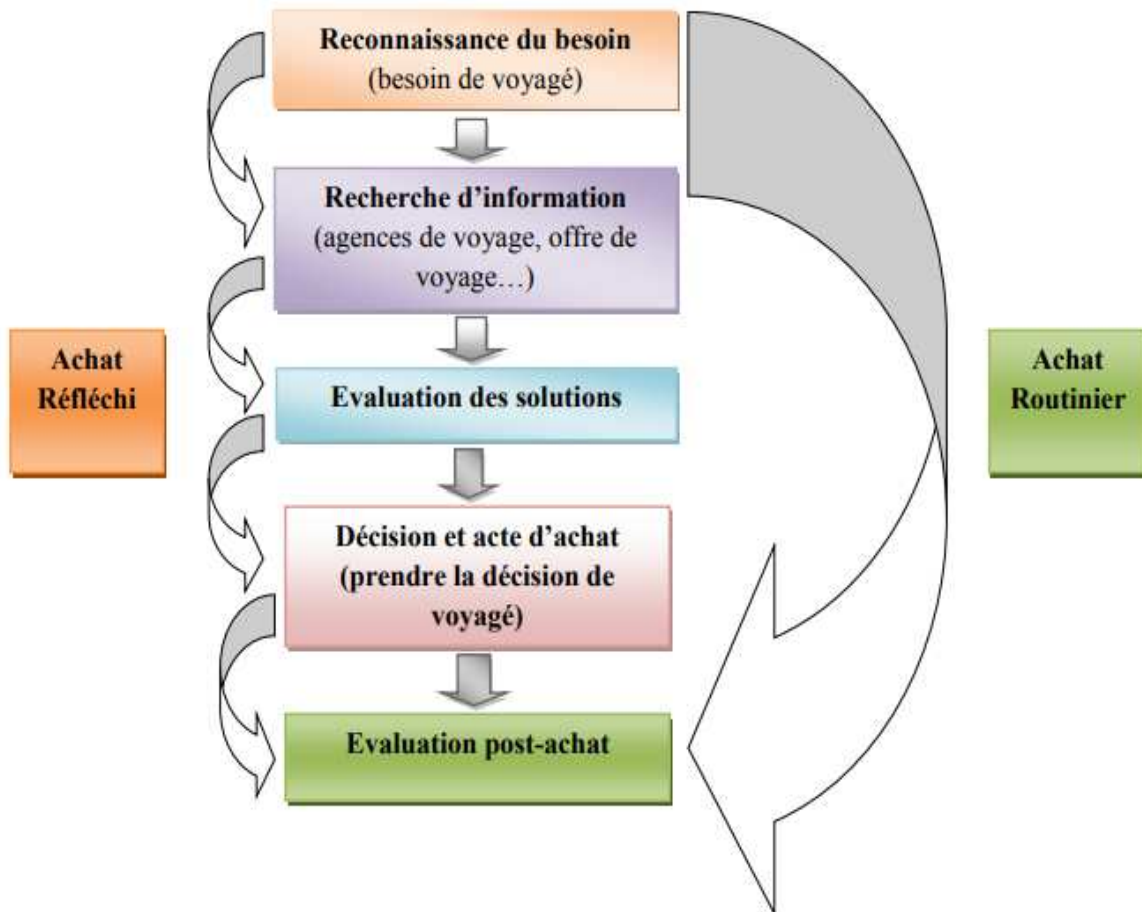 Reconnaissance du besoin
(besoin de voyagé)
Recherche d’information
(agences de voyage, offre de
voyage…)
Achat
Réfléchi
Evaluation des solutions
Achat
Routinier
Décision et acte d’achat
(prendre la décision de
voyagé)
Evaluation post-achat